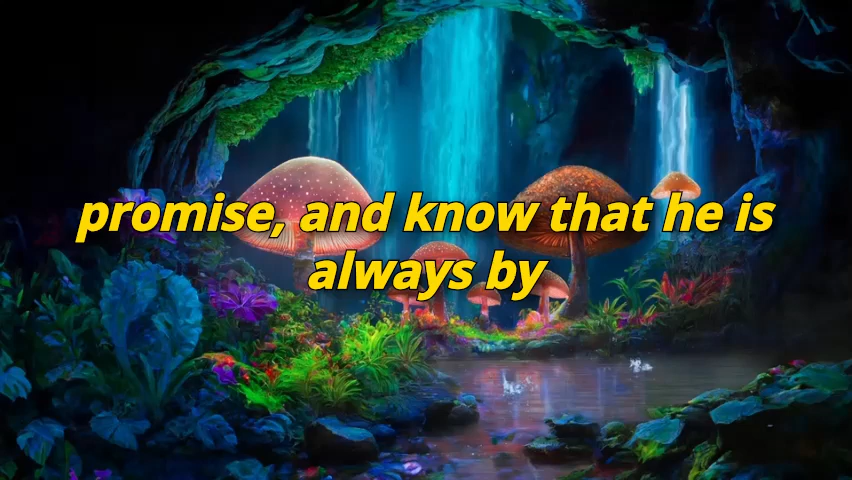 promise, and know that he is
always by